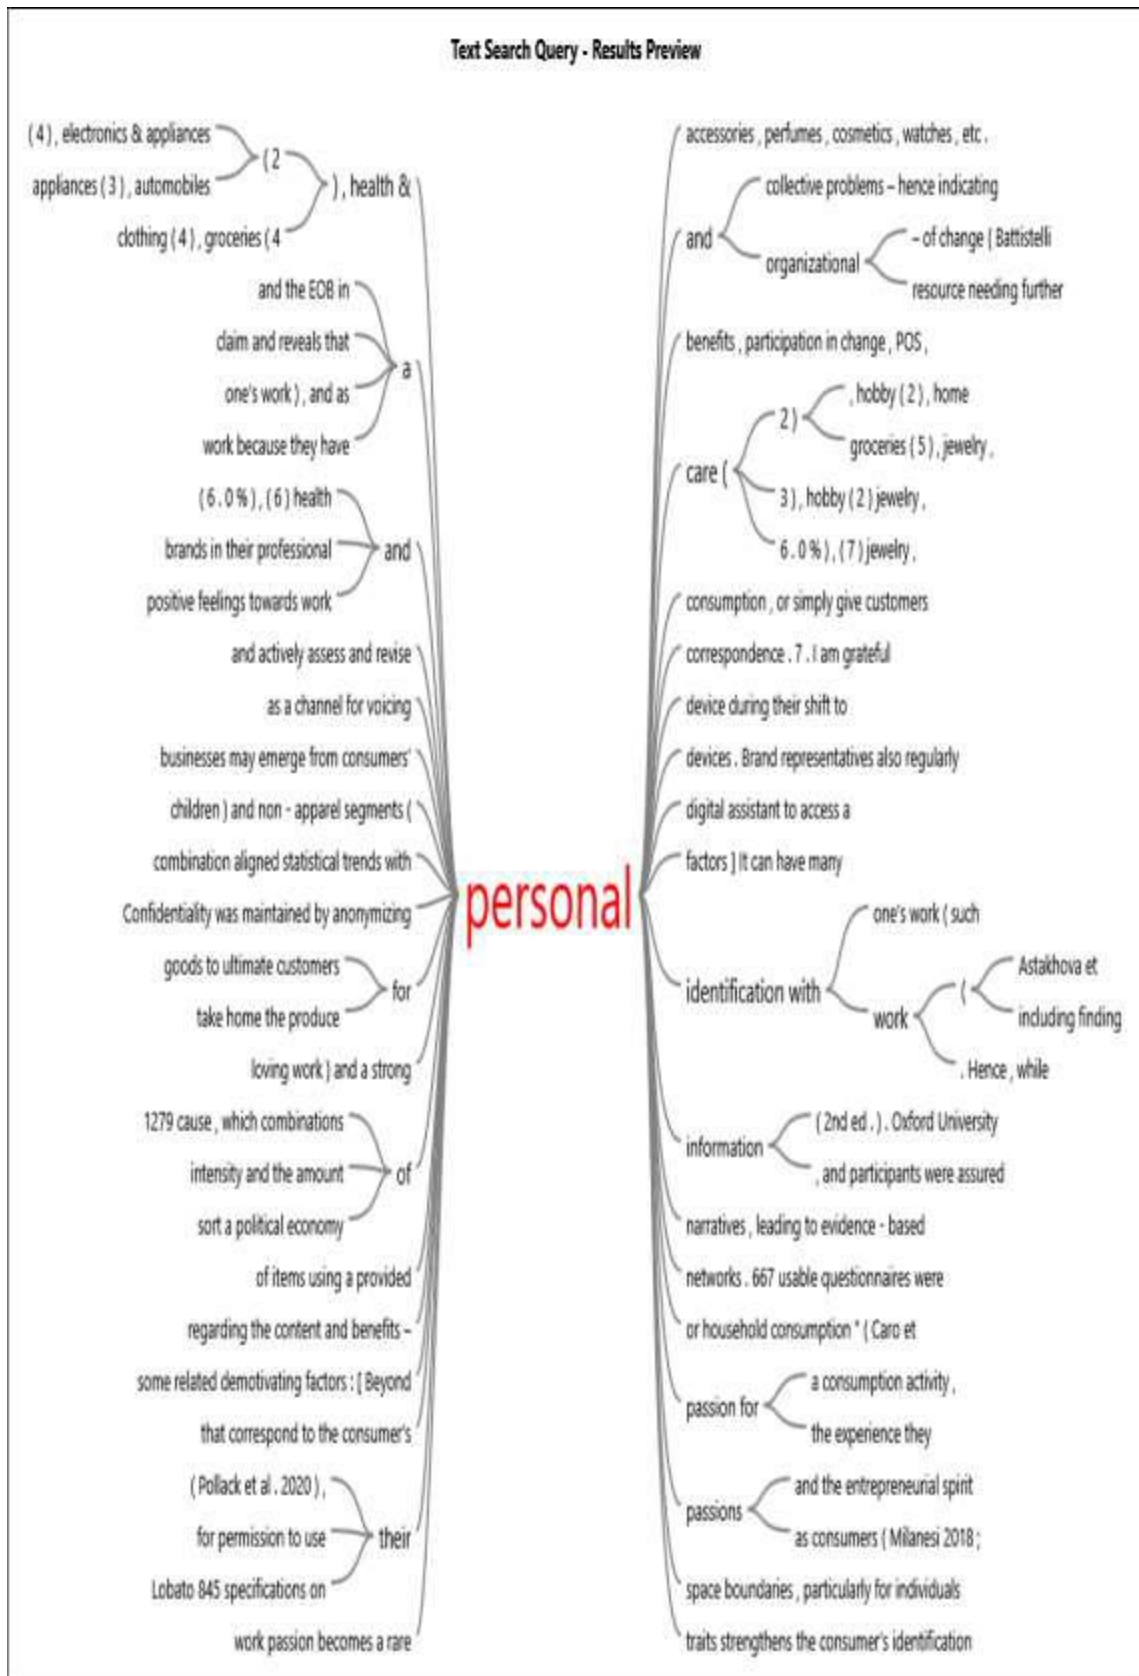 Text Search Query - Results Preview
( 4 ) , electronics & appliances
( 2
appliances ( 3 ) , automobiles
) , health &
clothing ( 4 ) , groceries ( 4
and the EOB in
claim and reveals that
a
one's work ) , and as
work because they have
( 6 . 0 % ) , ( 6 ) health
brands in their professional
and
positive feelings towards work
and actively assess and revise
as a channel for voicing
businesses may emerge from consumers'
children ) and non - apparel segments (
combination aligned statistical trends with
Confidentiality was maintained by anonymizing
goods to ultimate customers
for
take home the produce
loving work ) and a strong
1279 cause , which combinations
intensity and the amount
of
sort a political economy
of items using a provided
regarding the content and benefits –
some related demotivating factors : [ Beyond
that correspond to the consumer's
( Pollack et al . 2020 ) ,
for permission to use
their
Lobato 845 specifications on
work passion becomes a rare
personal
accessories , perfumes , cosmetics , watches , etc .
and
collective problems – hence indicating
organizational
– of change ( Battistelli
resource needing further
benefits , participation in change , POS ,
care (
2 )
, hobby ( 2 ) , home
groceries ( 5 ) , jewelry ,
3 ) , hobby ( 2 ) jewelry ,
6 . 0 % ) , ( 7 ) jewelry ,
consumption , or simply give customers
correspondence . 7 . I am grateful
device during their shift to
devices . Brand representatives also regularly
digital assistant to access a
factors ] It can have many
identification with
one's work ( such
work
(
Astakhova et
including finding
. Hence , while
information
( 2nd ed . ) . Oxford University
, and participants were assured
narratives , leading to evidence - based
networks . 667 usable questionnaires were
or household consumption " ( Caro et
passion for
a consumption activity ,
the experience they
passions
and the entrepreneurial spirit
as consumers ( Milanesi 2018 ;
space boundaries , particularly for individuals
traits strengthens the consumer's identification